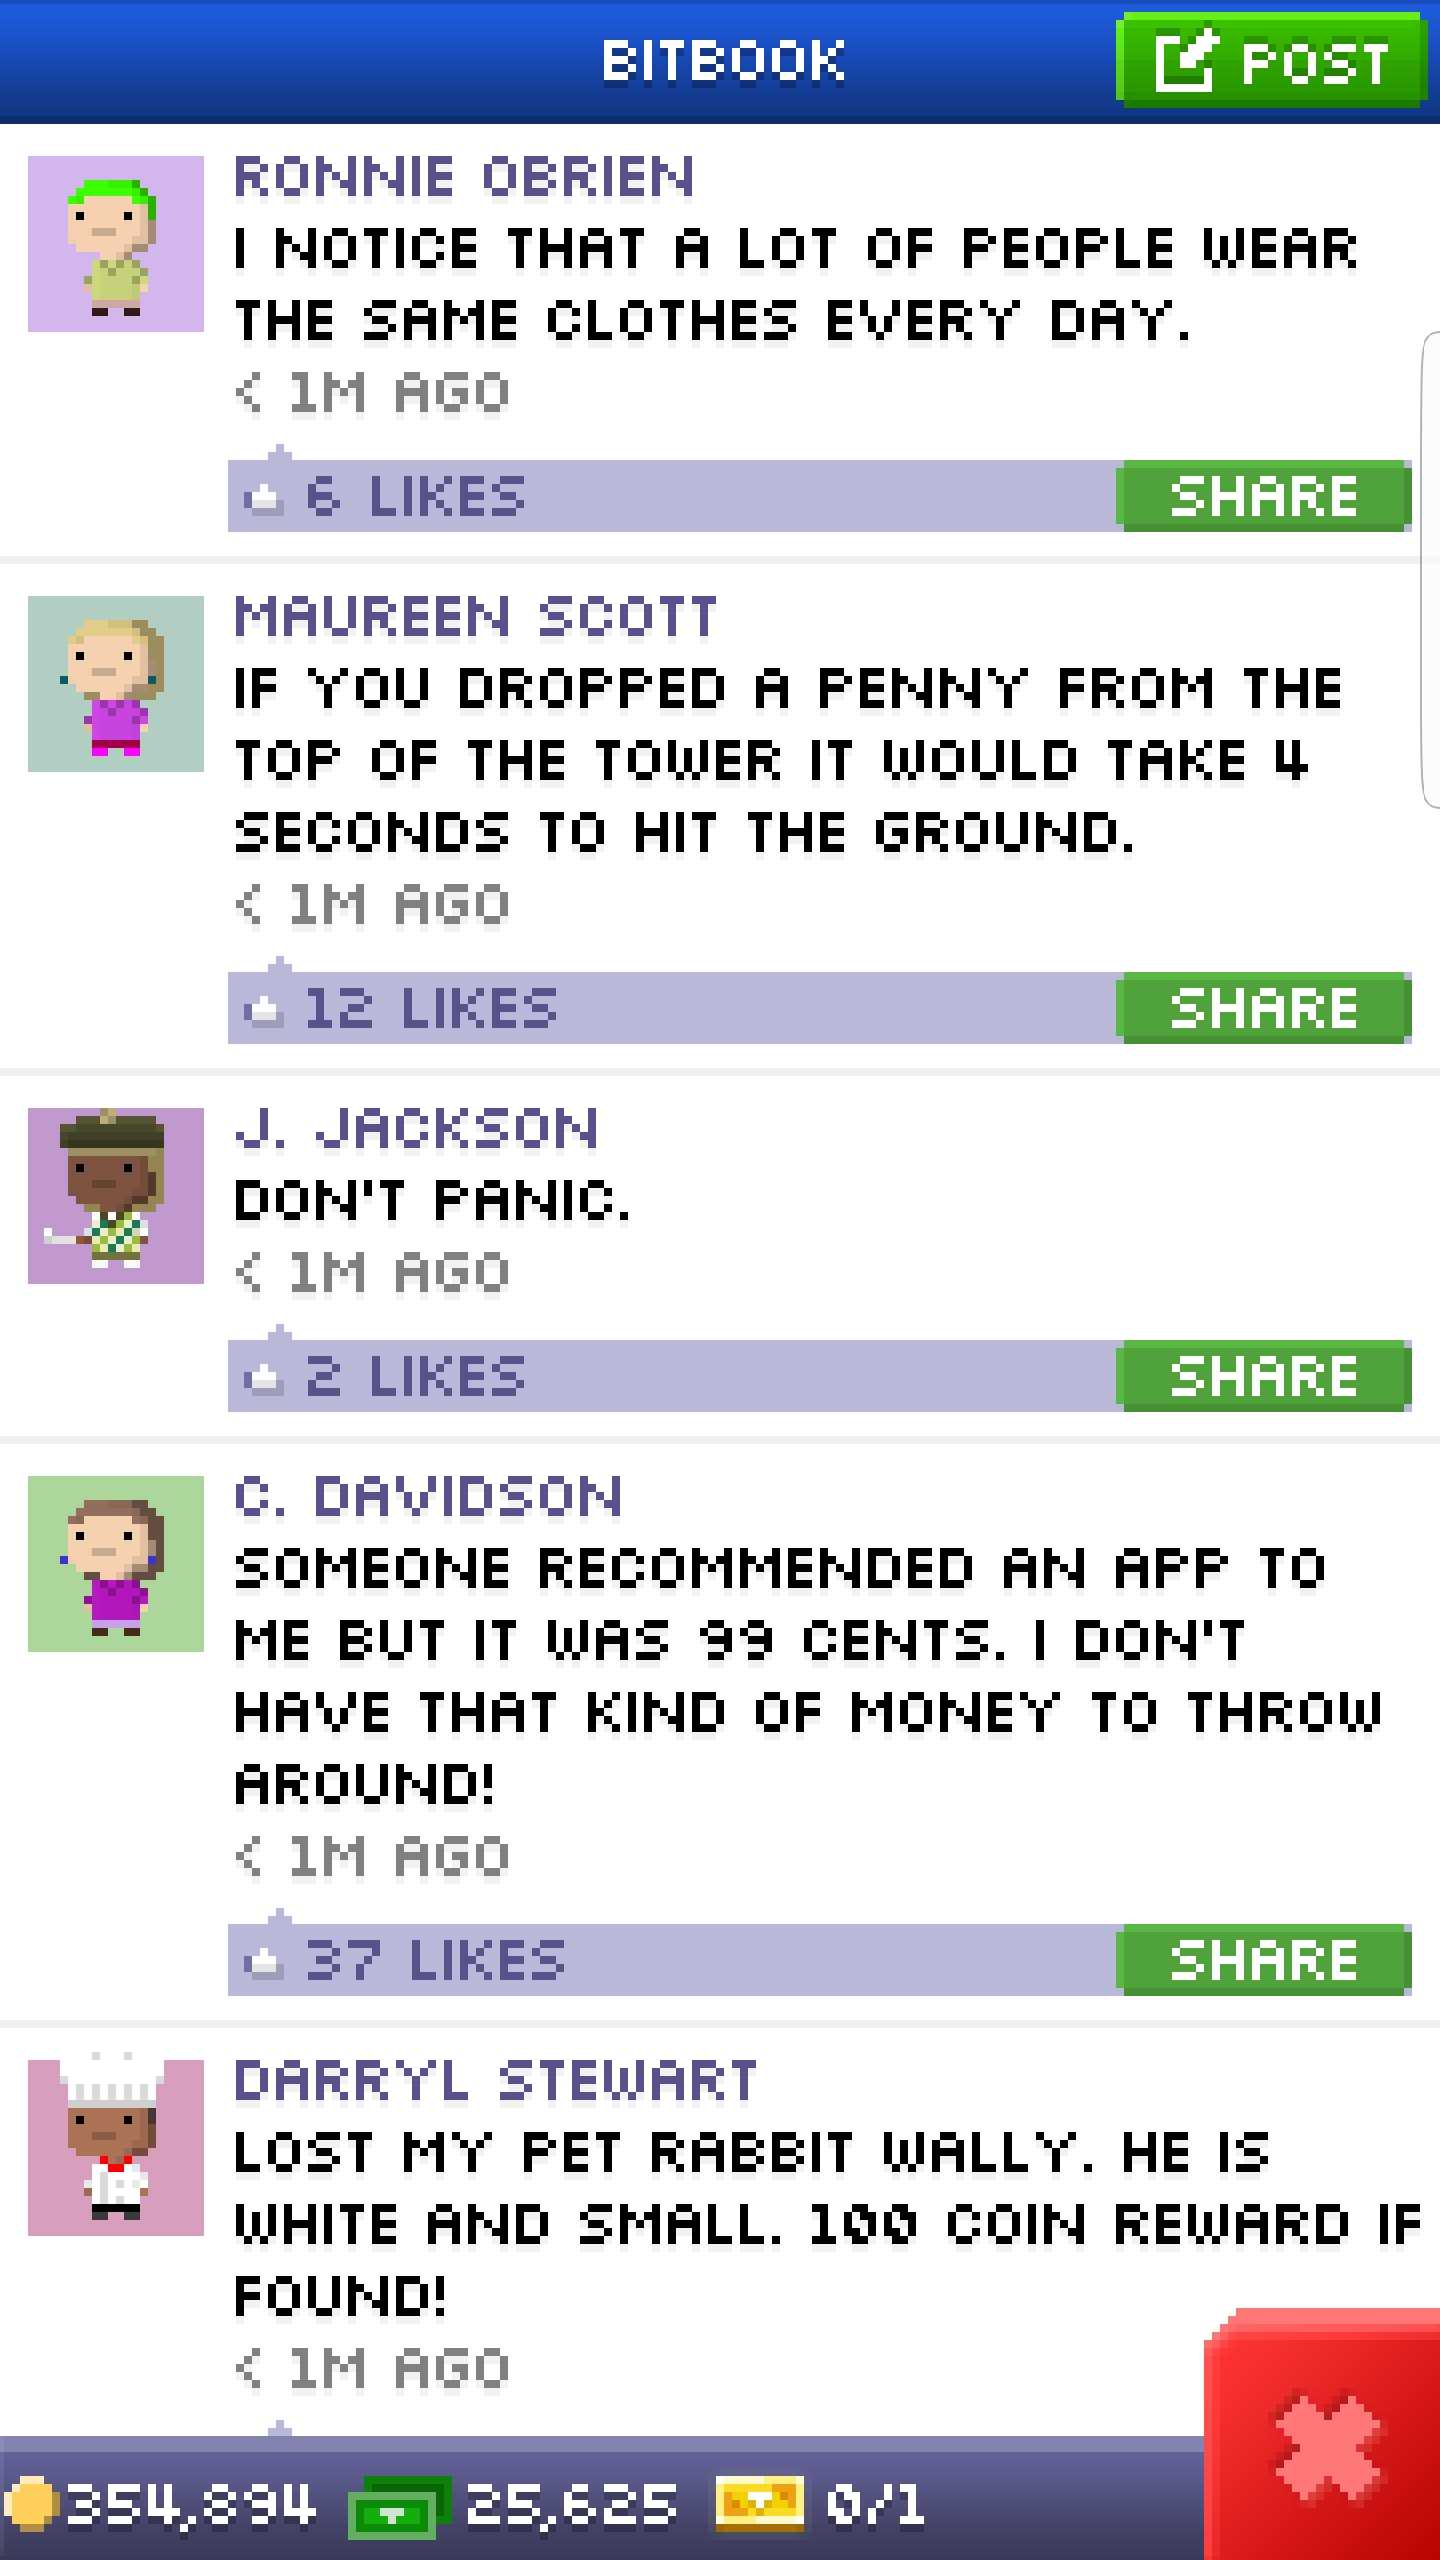 BITBOOK
POST
RONNIE OBRIEN
I NOTICE THAT A LOT OF PEOPLE WEAR
THE SAME CLOTHES EVERY DAY.
< 1M AGO
6 LIKES
SHARE
MAUREEN SCOTT
IF YOU DROPPED A PENNY FROM THE
TOP OF THE TOWER IT WOULD TAKE 4
SECONDS TO HIT THE GROUND.
< 1M AGO
12 LIKES
SHARE
J. JACKSON
DON'T PANIC.
< 1M AGO
2 LIKES
SHARE
C. DAVIDSON
SOMEONE RECOMMENDED AN APP TO
ME BUT IT WAS 99 CENTS. I DON'T
HAVE THAT KIND OF MONEY TO THROW
AROUND!
< 1M AGO
37 LIKES
SHARE
DARRYL STEWART
LOST MY PET RABBIT WALLY. HE IS
WHITE AND SMALL. 100 COIN REWARD IF
FOUND!
< 1M AGO
354,894
25,625
0/1